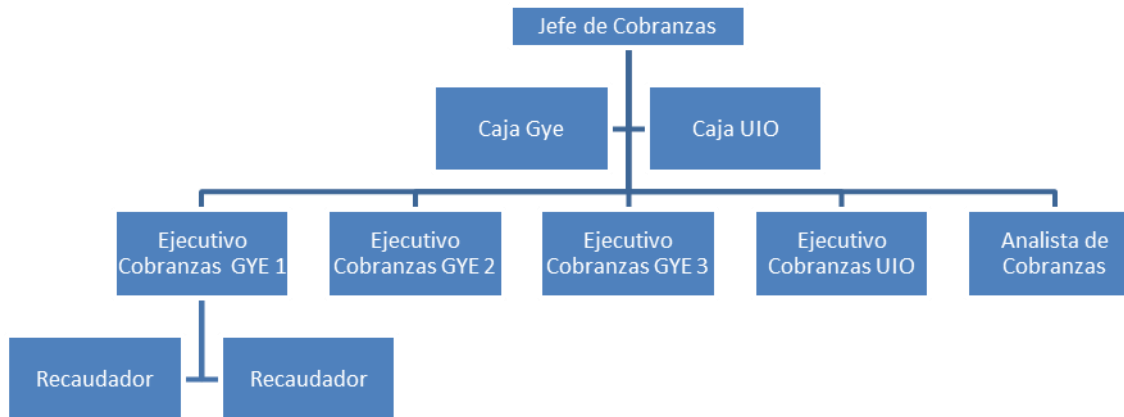 Jefe de Cobranzas
Caja Gye
Caja UIO
Ejecutivo
Cobranzas GYE 1
Ejecutivo
Cobranzas GYE 2
Ejecutivo
Cobranzas GYE 3
Ejecutivo
Cobranzas UIO
Analista de
Cobranzas
Recaudador
Recaudador